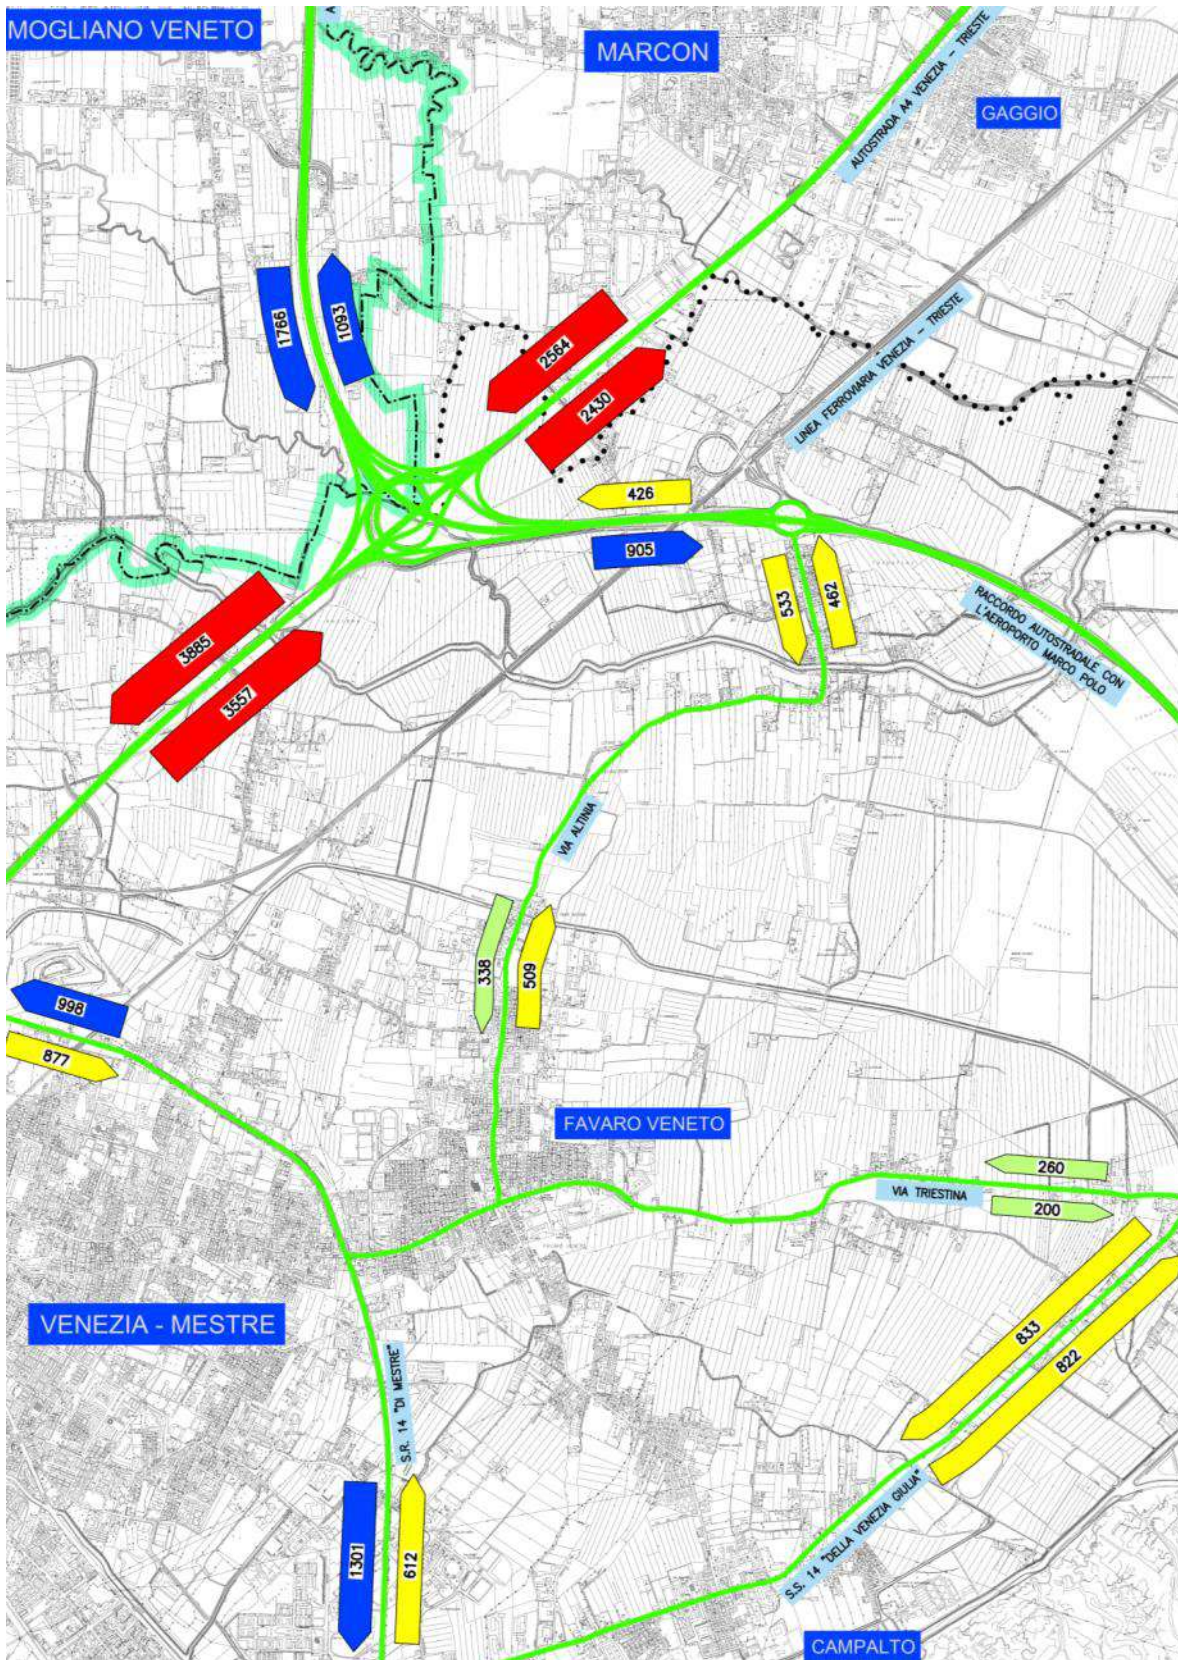 MOGLIANO VENETO
A
MARCON
AUTOSTRADA A4 VENEZIA - TRIESTE
GAGGIO
1766
1093
2564
2430
LINEA FERROVIARIA VENEZIA - TRIESTE
426
905
533
462
RACCORDO AUTOSTRADALE CON
L'AEROPORTO MARCO POLO
3885
3557
VIA ALTINIA
338
509
998
877
FAVARO VENETO
260
VIA TRIESTINA
200
VENEZIA - MESTRE
833
822
S.R. 14 "DI MESTRE"
1301
612
S.S. 14 "DELLA VENEZIA GIULIA"
CAMPALTO